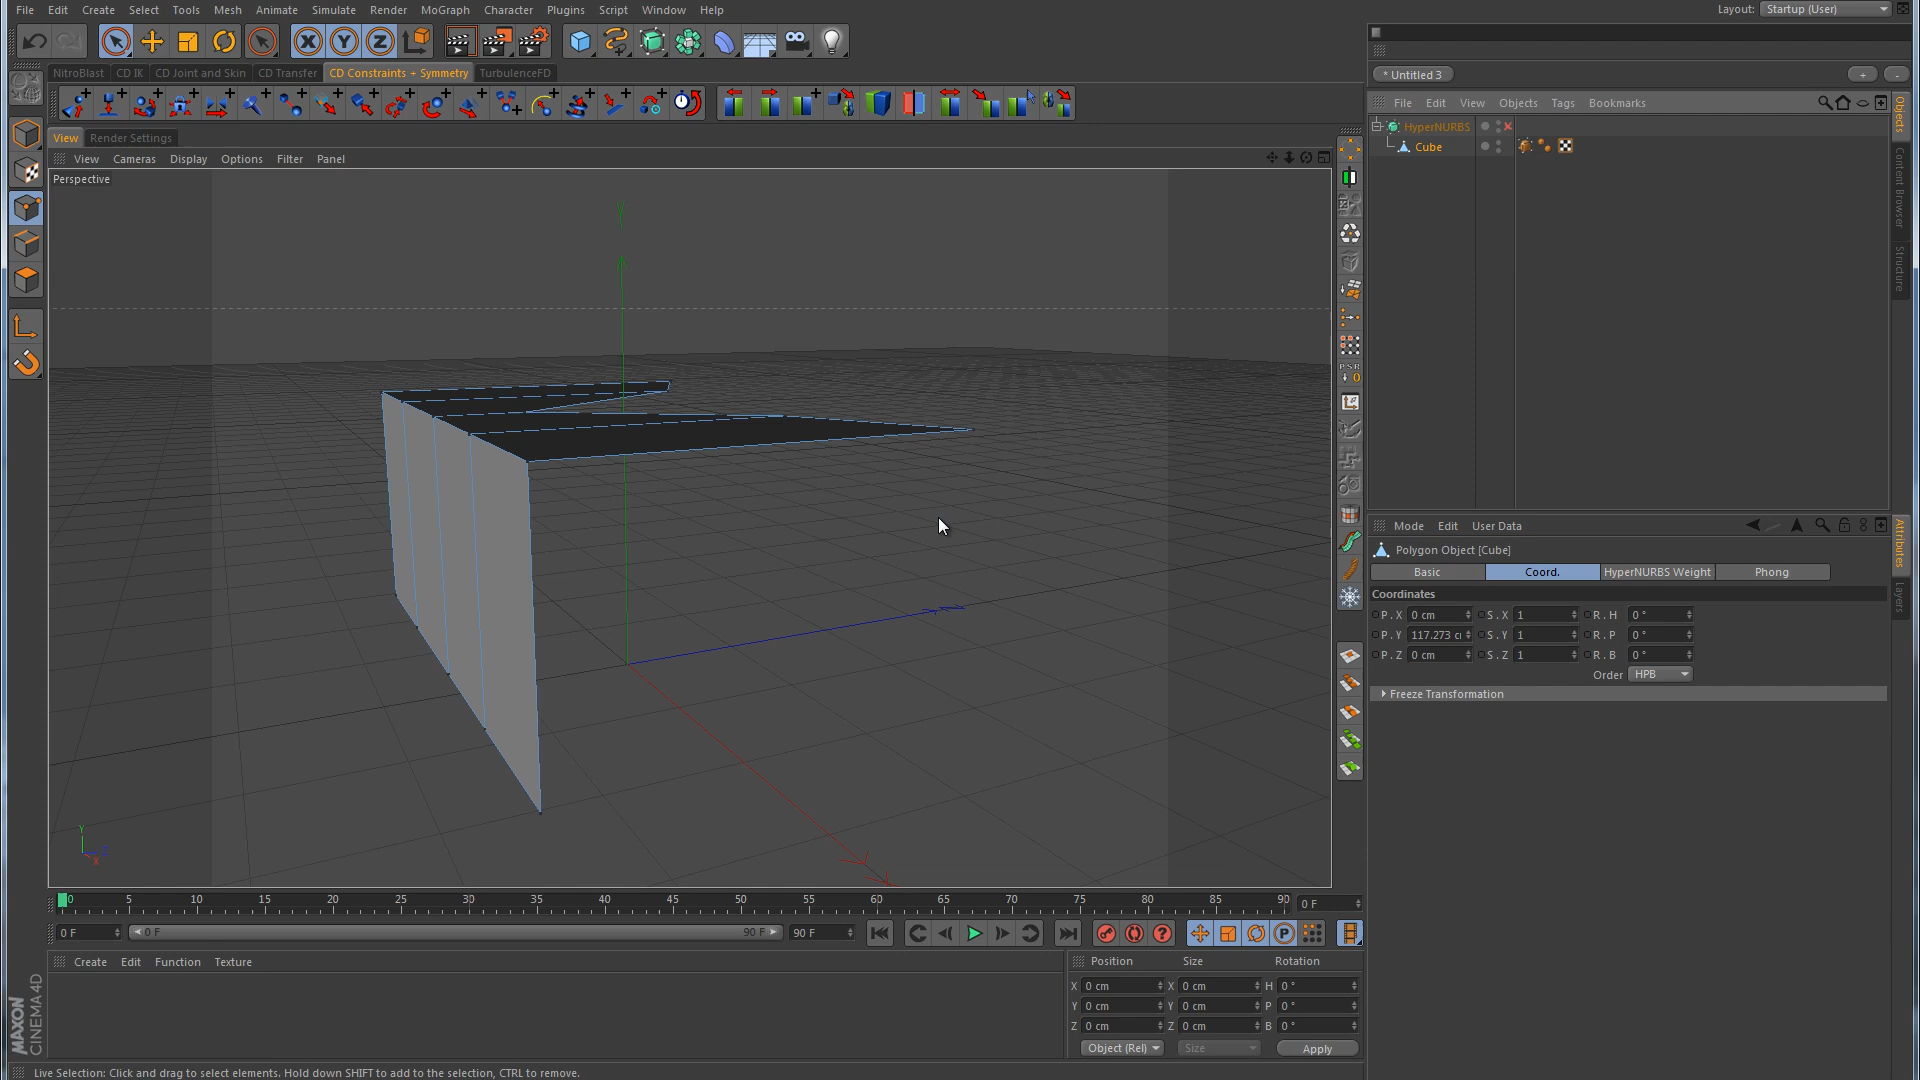 File Edit Create Select Tools Mesh Animate Simulate Render MoGraph Character Plugins Script Window Help
Layout: Startup (User)
X Y Z
NitroBlast CD IK CD Joint and Skin CD Transfer CD Constraints + Symmetry TurbulenceFD
* Untitled 3
+ -
File Edit View Objects Tags Bookmarks
HyperNURBS
Cube
Objects
Content Browser
Structure
View Render Settings
View Cameras Display Options Filter Panel
Perspective
Y
PSR
0
Mode Edit User Data
Polygon Object [Cube]
Basic Coord. HyperNURBS Weight Phong
Coordinates
P . X 0 cm S . X 1 R . H 0 °
P . Y 117.273 c S . Y 1 R . P 0 °
P . Z 0 cm S . Z 1 R . B 0 °
Order HPB
Freeze Transformation
Attributes
Layers
Y
X
0 5 10 15 20 25 30 35 40 45 50 55 60 65 70 75 80 85 90 0 F
0 F 0 F 90 F 90 F ? P
Create Edit Function Texture
Position Size Rotation
X 0 cm X 0 cm H 0 °
Y 0 cm Y 0 cm P 0 °
Z 0 cm Z 0 cm B 0 °
Object (Rel) Size Apply
MAXON
CINEMA 4D
Live Selection: Click and drag to select elements. Hold down SHIFT to add to the selection, CTRL to remove.